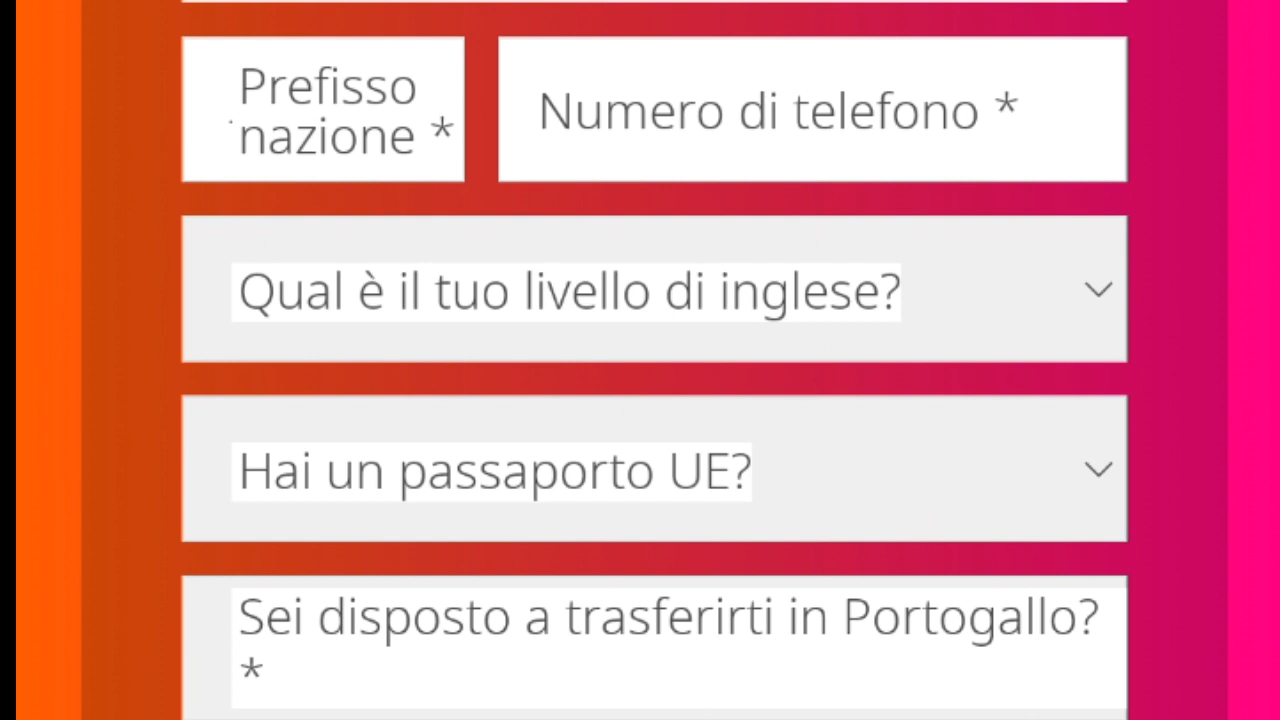 Prefisso
nazione *
Numero di telefono *
Qual è il tuo livello di inglese?
Hai un passaporto UE?
Sei disposto a trasferirti in Portogallo?
*